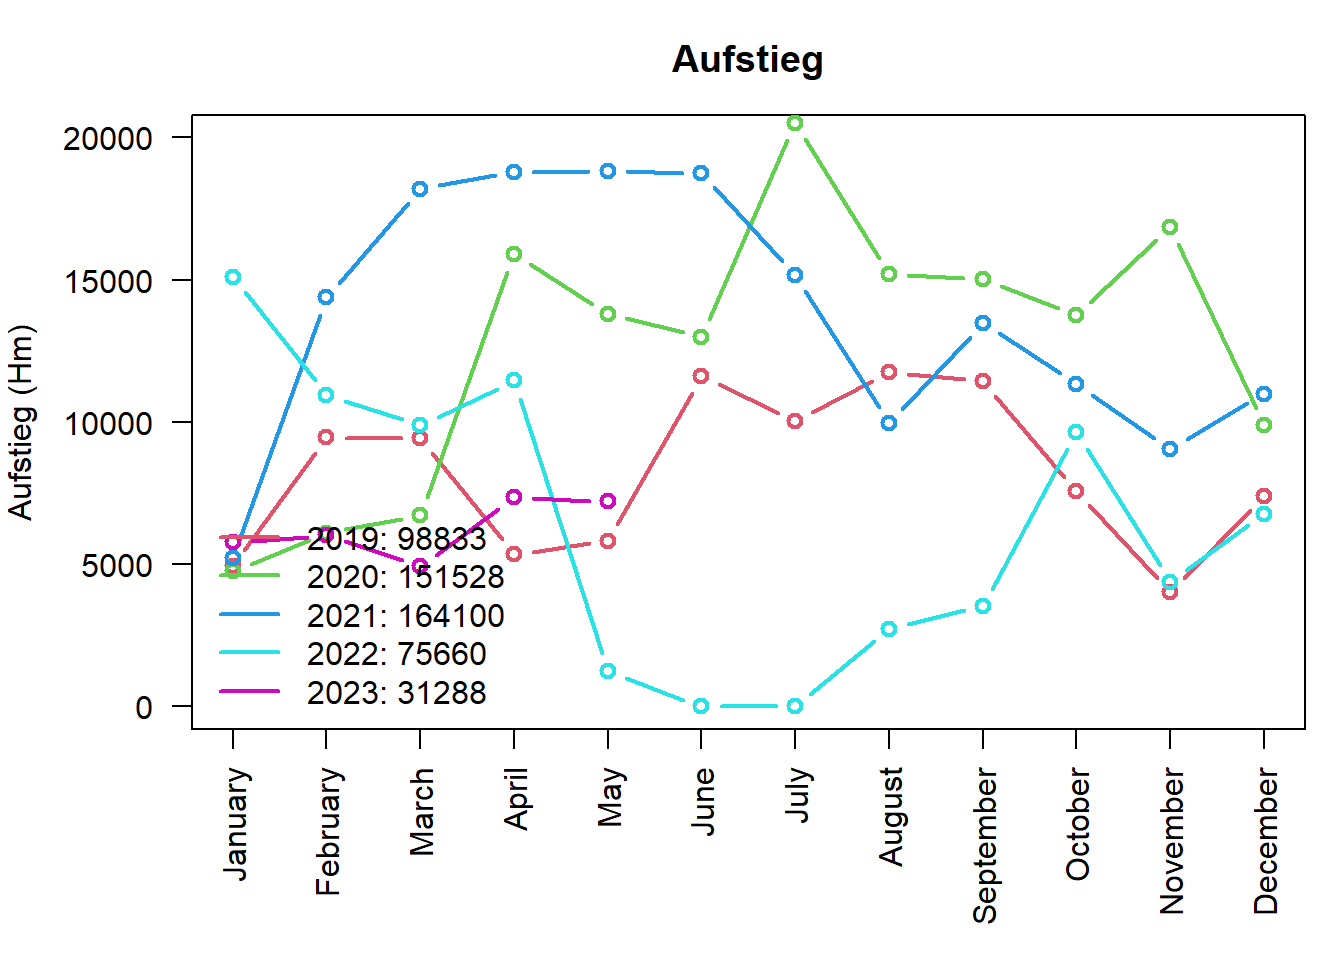 Aufstieg
Aufstieg (Hm)
20000
15000
10000
5000
0
2019: 98833
2020: 151528
2021: 164100
2022: 75660
2023: 31288
January
February
March
April
May
June
July
August
September
October
November
December